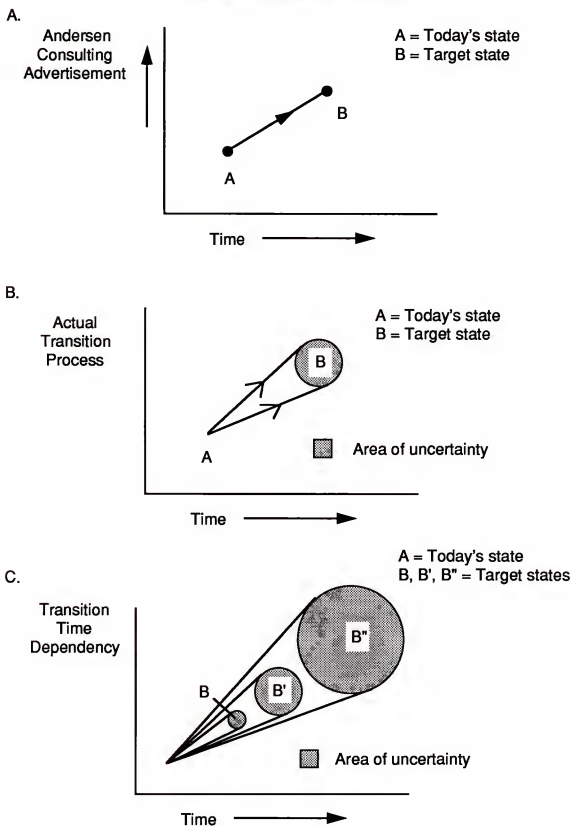 A.
Andersen
Consulting
Advertisement
A = Today's state
B = Target state
B
A
Time
B.
Actual
Transition
Process
A = Today's state
B = Target state
B
A
Area of uncertainty
Time
A = Today's state
B, B', B" = Target states
C.
Transition
Time
Dependency
B"
B
B'
Area of uncertainty
Time